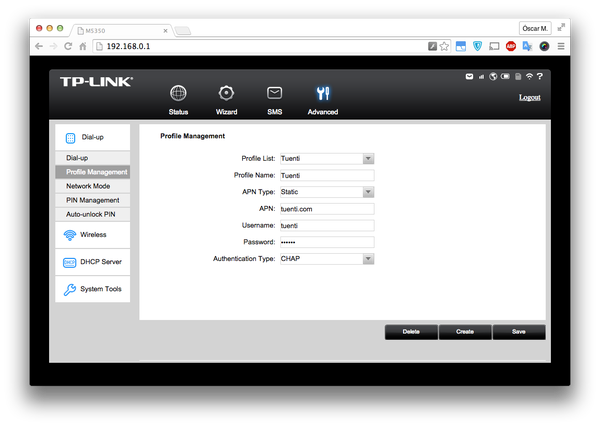 M5350
Óscar M.
192.168.0.1
ABP
TP-LINK
Logout
Status Wizard SMS Advanced
Dial-up
Dial-up
Profile Management
Network Mode
PIN Management
Auto-unlock PIN
Wireless
DHCP Server
System Tools
Profile Management
Profile List: Tuenti
Profile Name: Tuenti
APN Type: Static
APN: tuenti.com
Username: tuenti
Password: ••••••
Authentication Type: CHAP
Delete Create Save